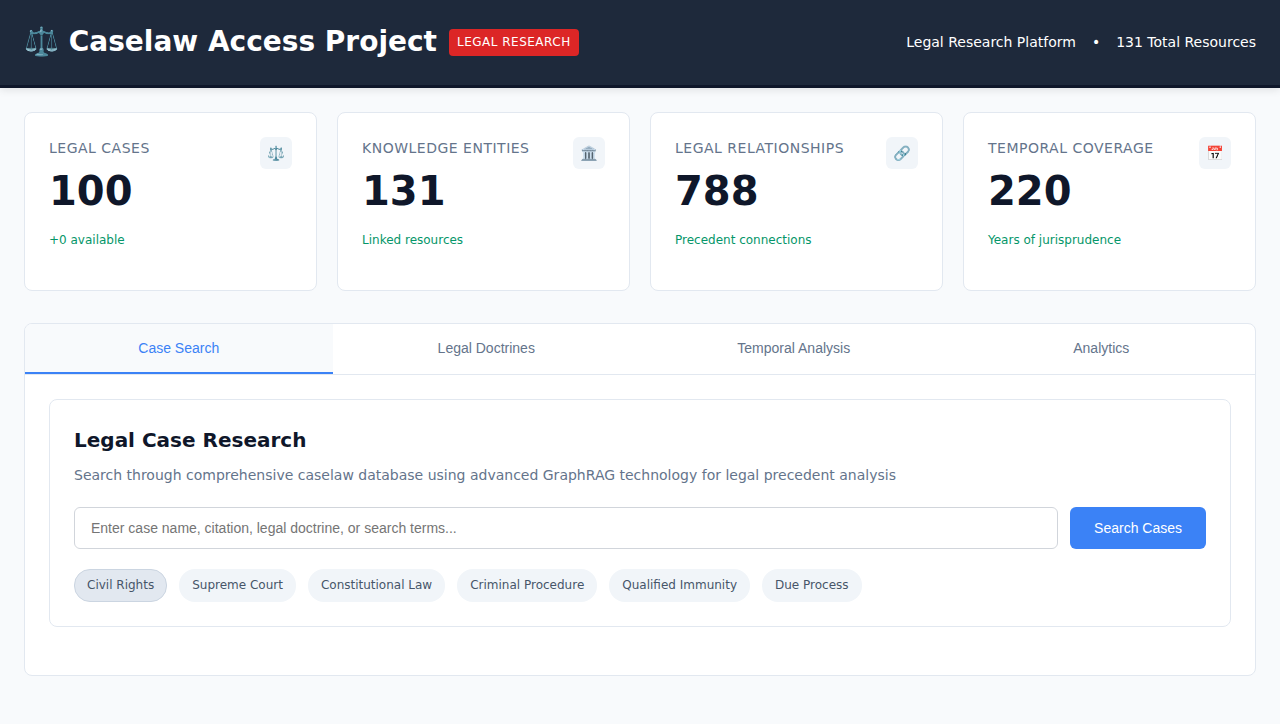 ⚖️ Caselaw Access Project LEGAL RESEARCH
Legal Research Platform • 131 Total Resources
LEGAL CASES
100
+0 available
KNOWLEDGE ENTITIES
131
Linked resources
LEGAL RELATIONSHIPS
788
Precedent connections
TEMPORAL COVERAGE
220
Years of jurisprudence
Case Search
Legal Doctrines
Temporal Analysis
Analytics
Legal Case Research
Search through comprehensive caselaw database using advanced GraphRAG technology for legal precedent analysis
Enter case name, citation, legal doctrine, or search terms...
Search Cases
Civil Rights
Supreme Court
Constitutional Law
Criminal Procedure
Qualified Immunity
Due Process